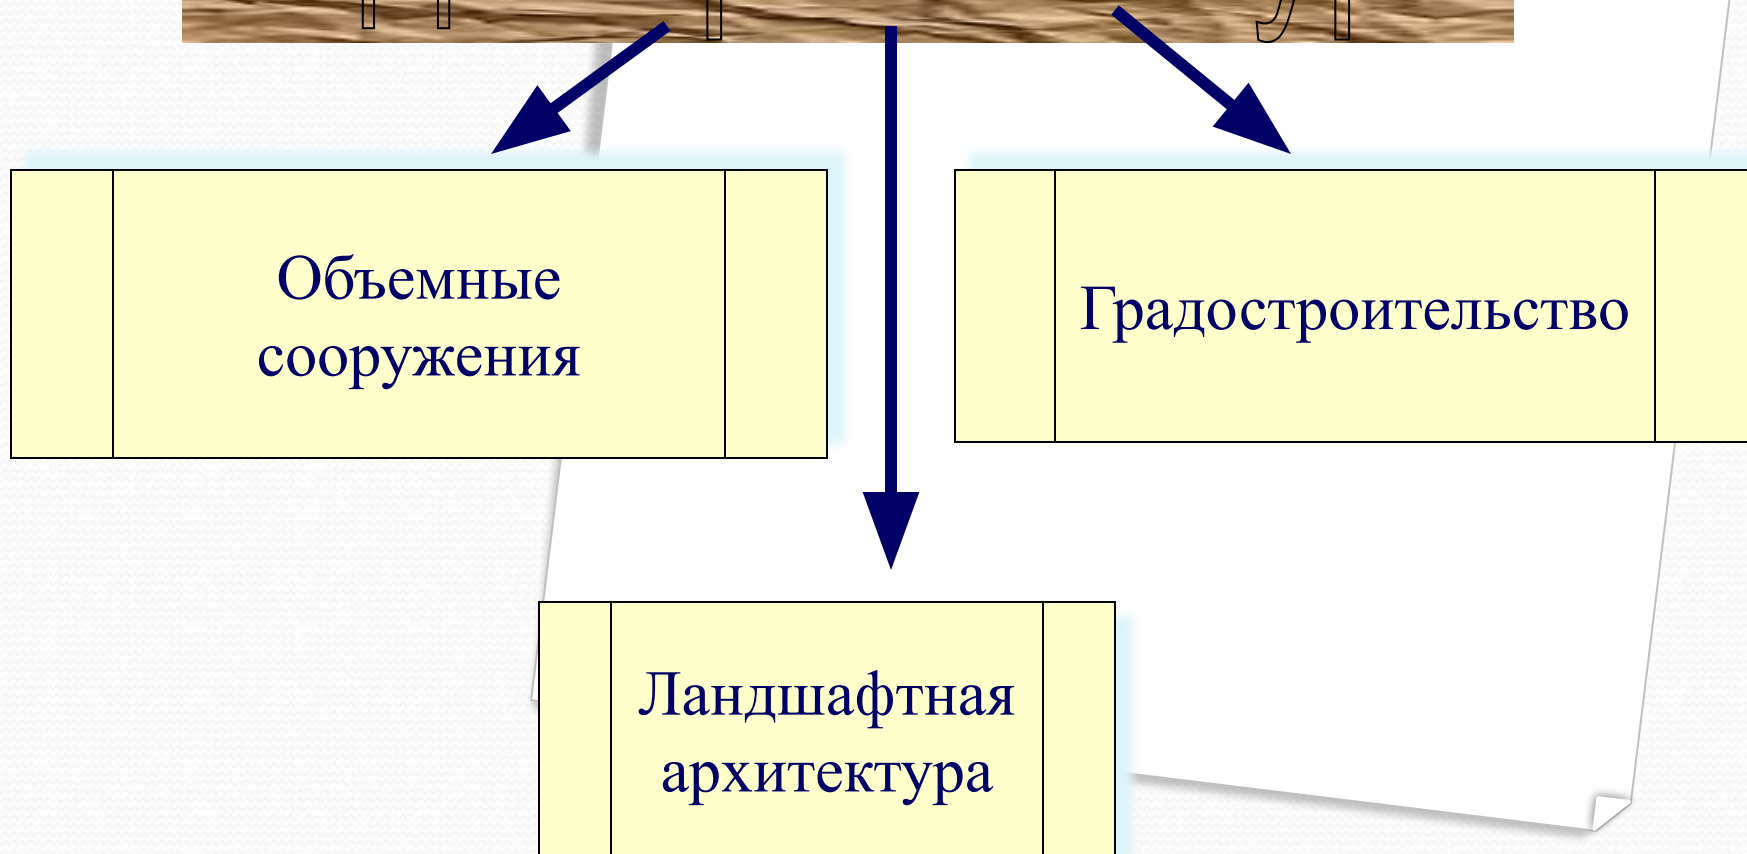 Объемные
сооружения
Градостроительство
Ландшафтная
архитектура